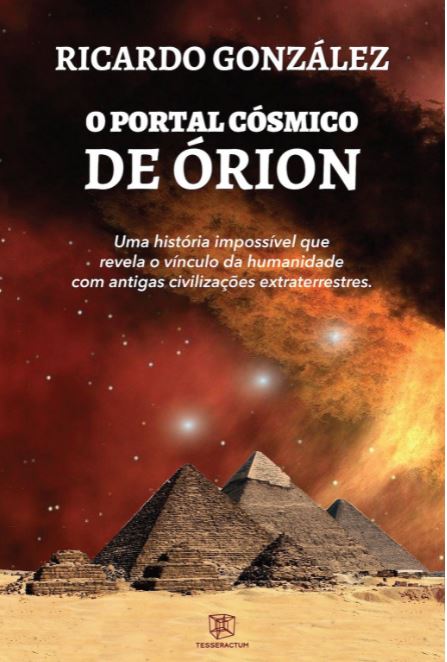 RICARDO GONZÁLEZ
O PORTAL CÓSMICO
DE ÓRION
Uma história impossível que
revela o vínculo da humanidade
com antigas civilizações extraterrestres.
TESSERACTUM